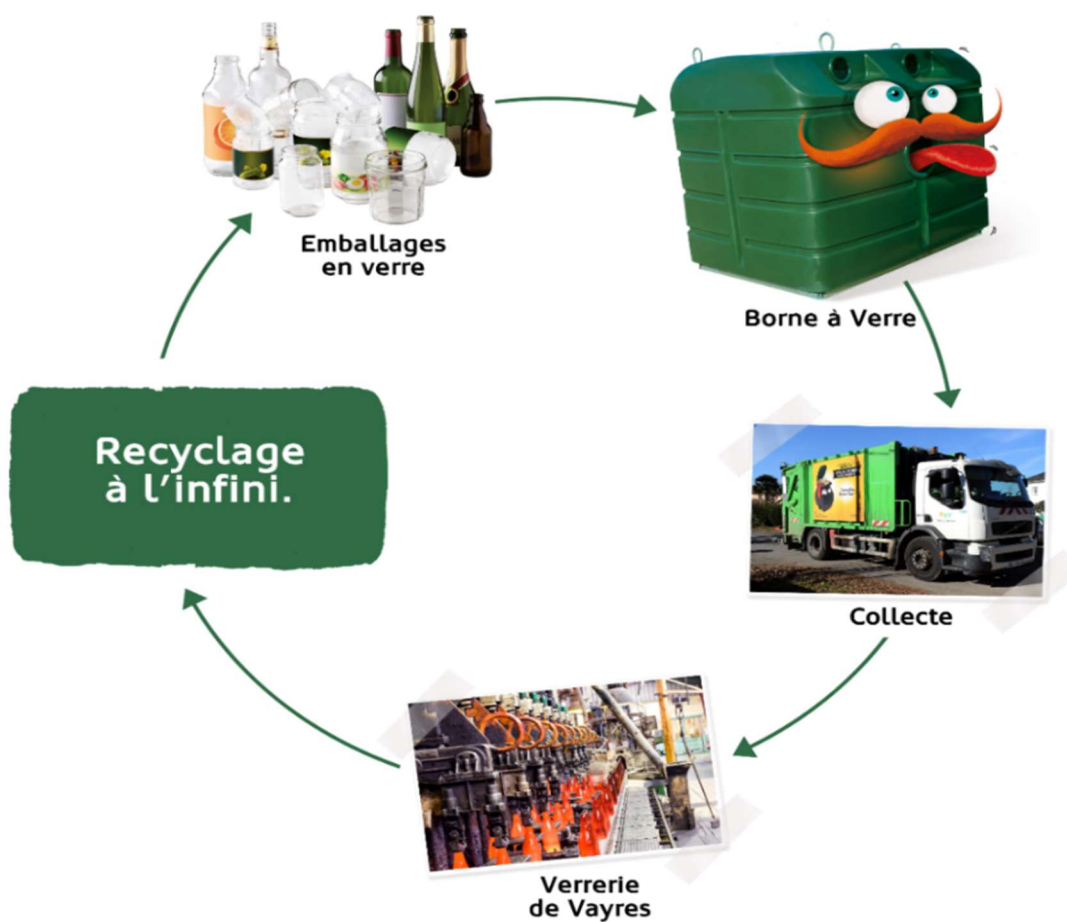 Emballages
en verre
Borne à Verre
Collecte
Verrerie
de Vayres
Recyclage
à l'infini.